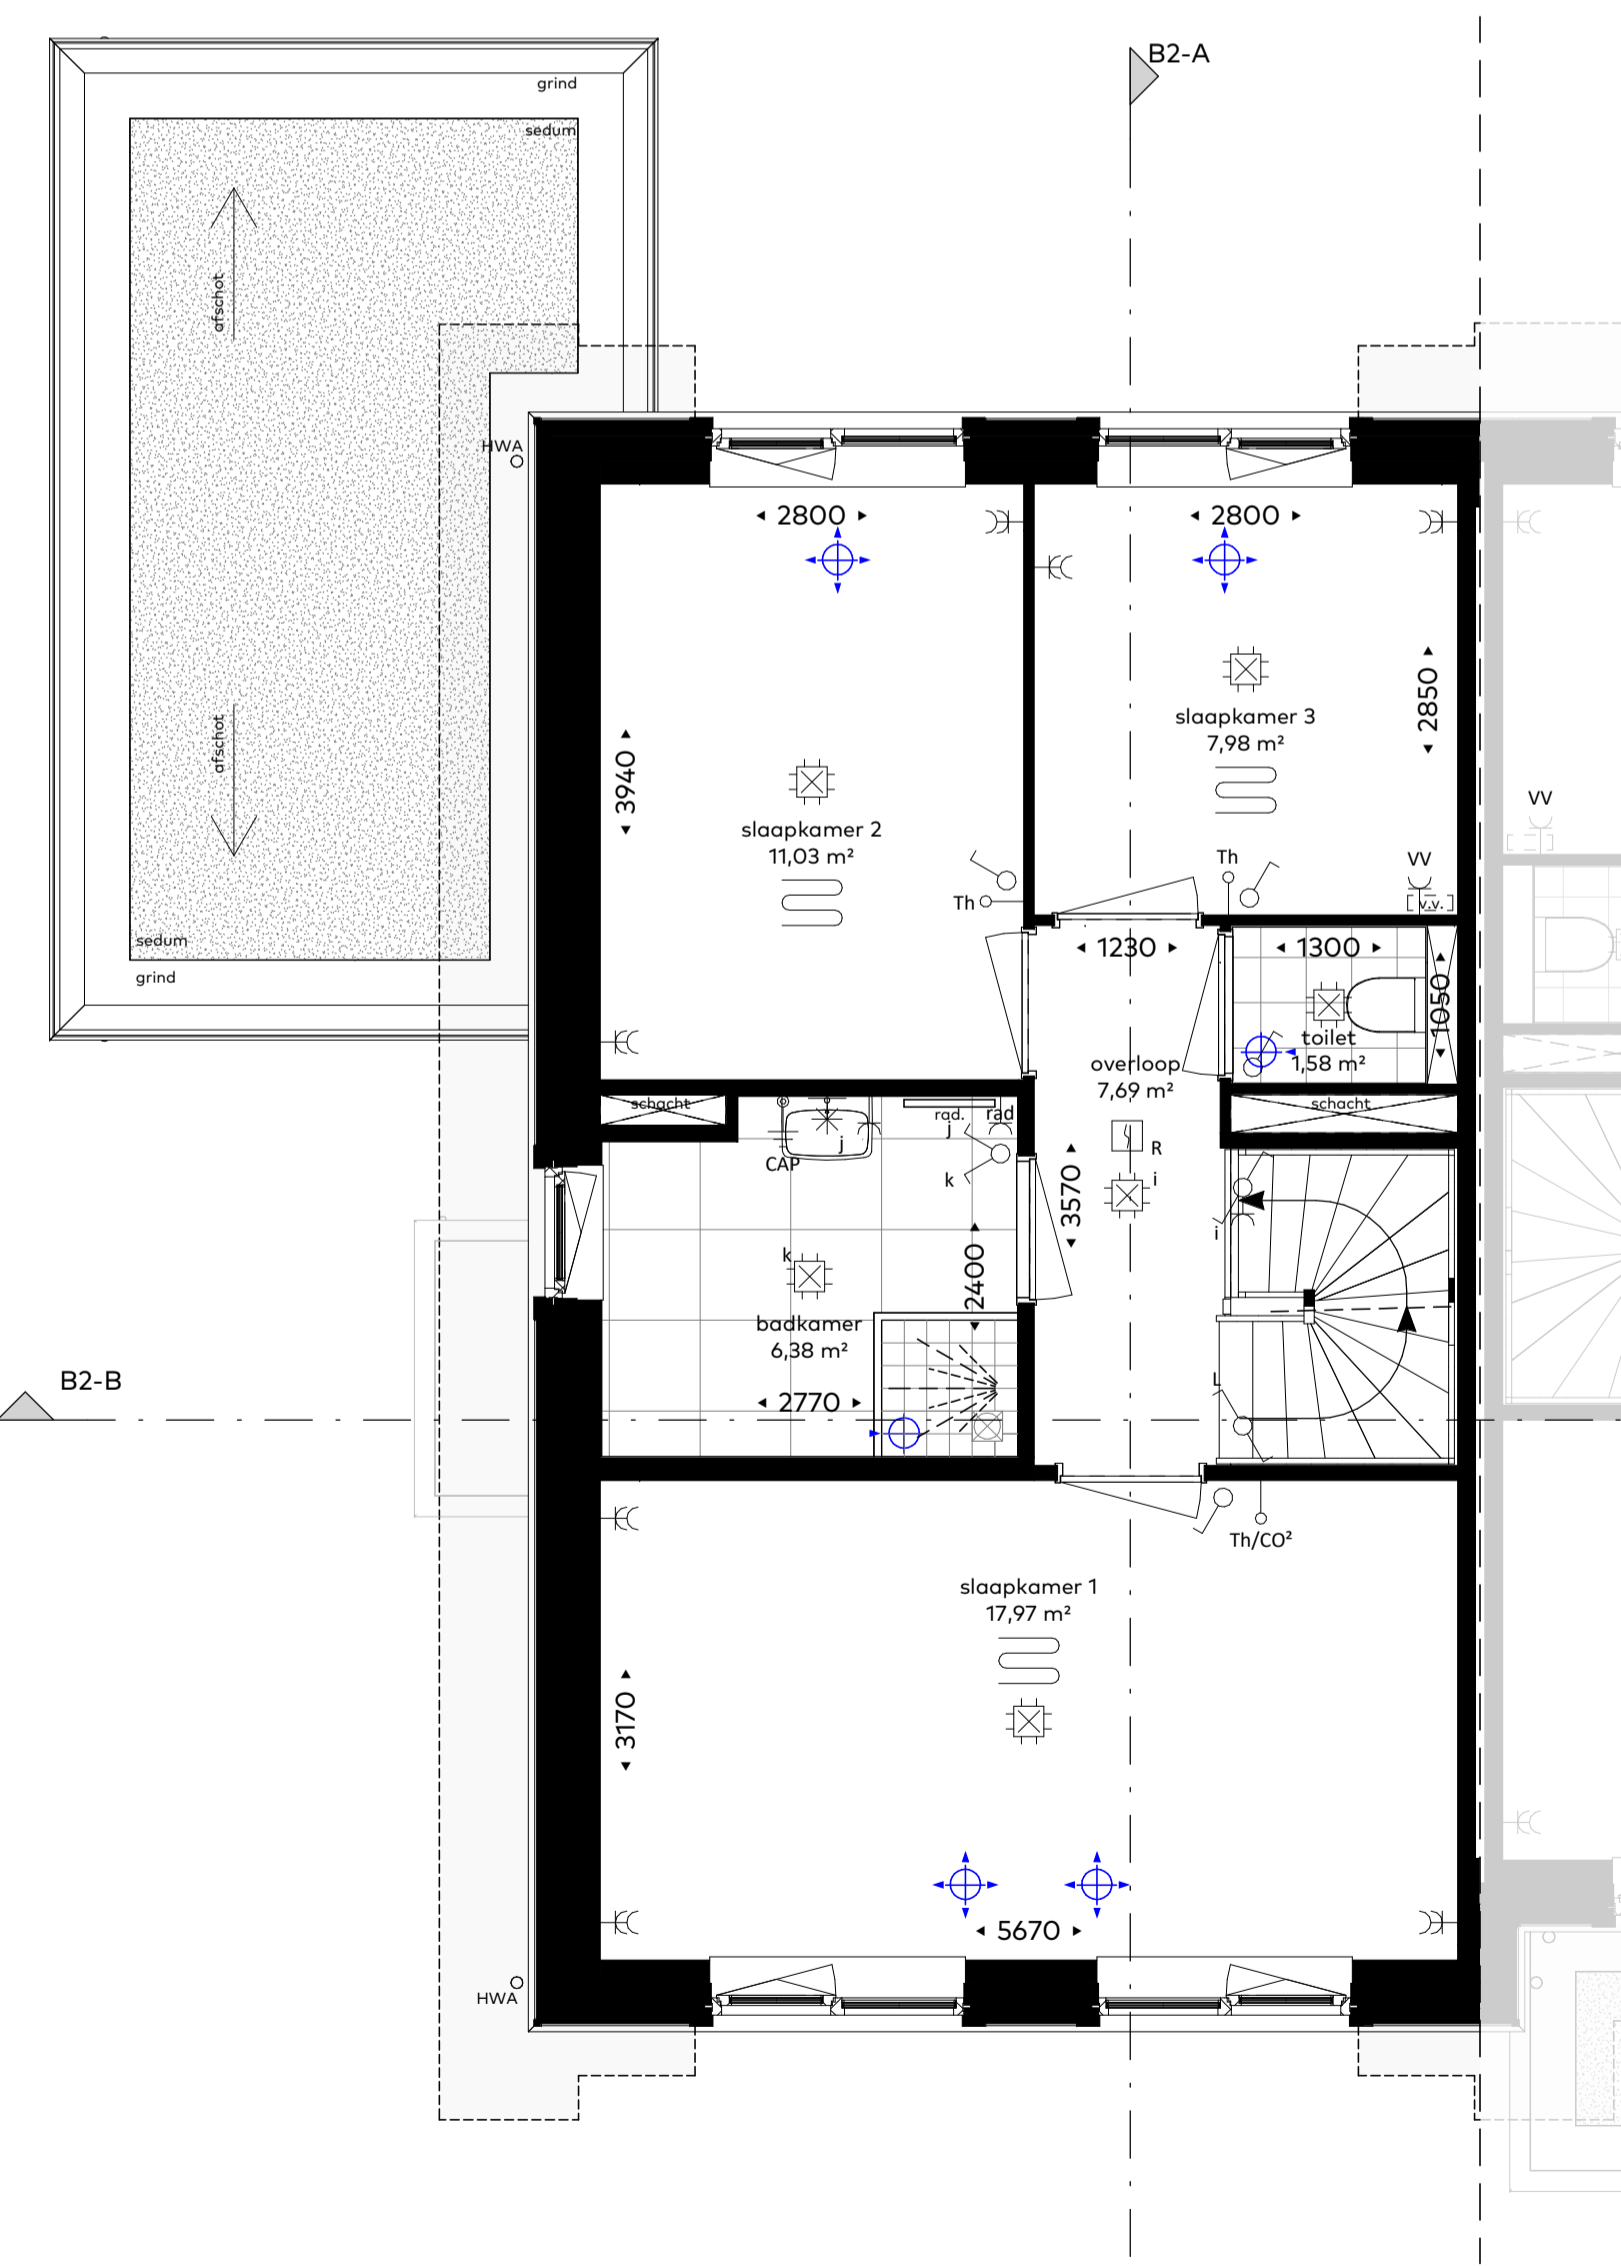 B2-A
grind
sedum
afschot
HWA
2800
2800
2850
slaapkamer 3
7,98 m²
afschot
3940
slaapkamer 2
11,03 m²
VV
Th
VV
Th
v.v.
sedum
grind
1230
1300
1050
toilet
1,58 m²
overloop
7,69 m²
schacht
schacht
rad.
rad
j
j
CAP
k
R
i
3570
i
k
2400
badkamer
6,38 m²
B2-B
L
2770
Th/CO²
slaapkamer 1
17,97 m²
3170
5670
HWA